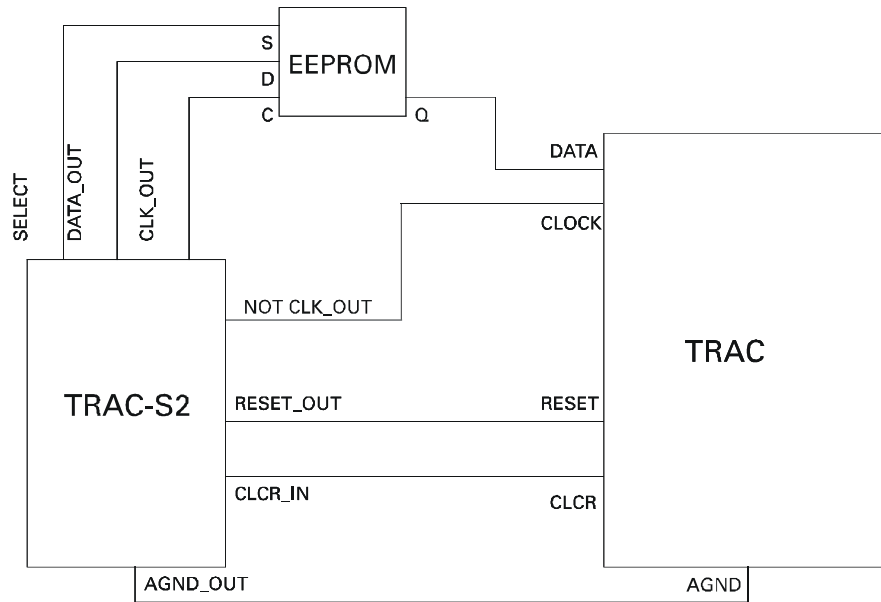 S
EEPROM
D
C
Q
SELECT
DATA_OUT
CLK_OUT
DATA
CLOCK
NOT CLK_OUT
TRAC
TRAC-S2
RESET_OUT
RESET
CLCR_IN
CLCR
AGND_OUT
AGND